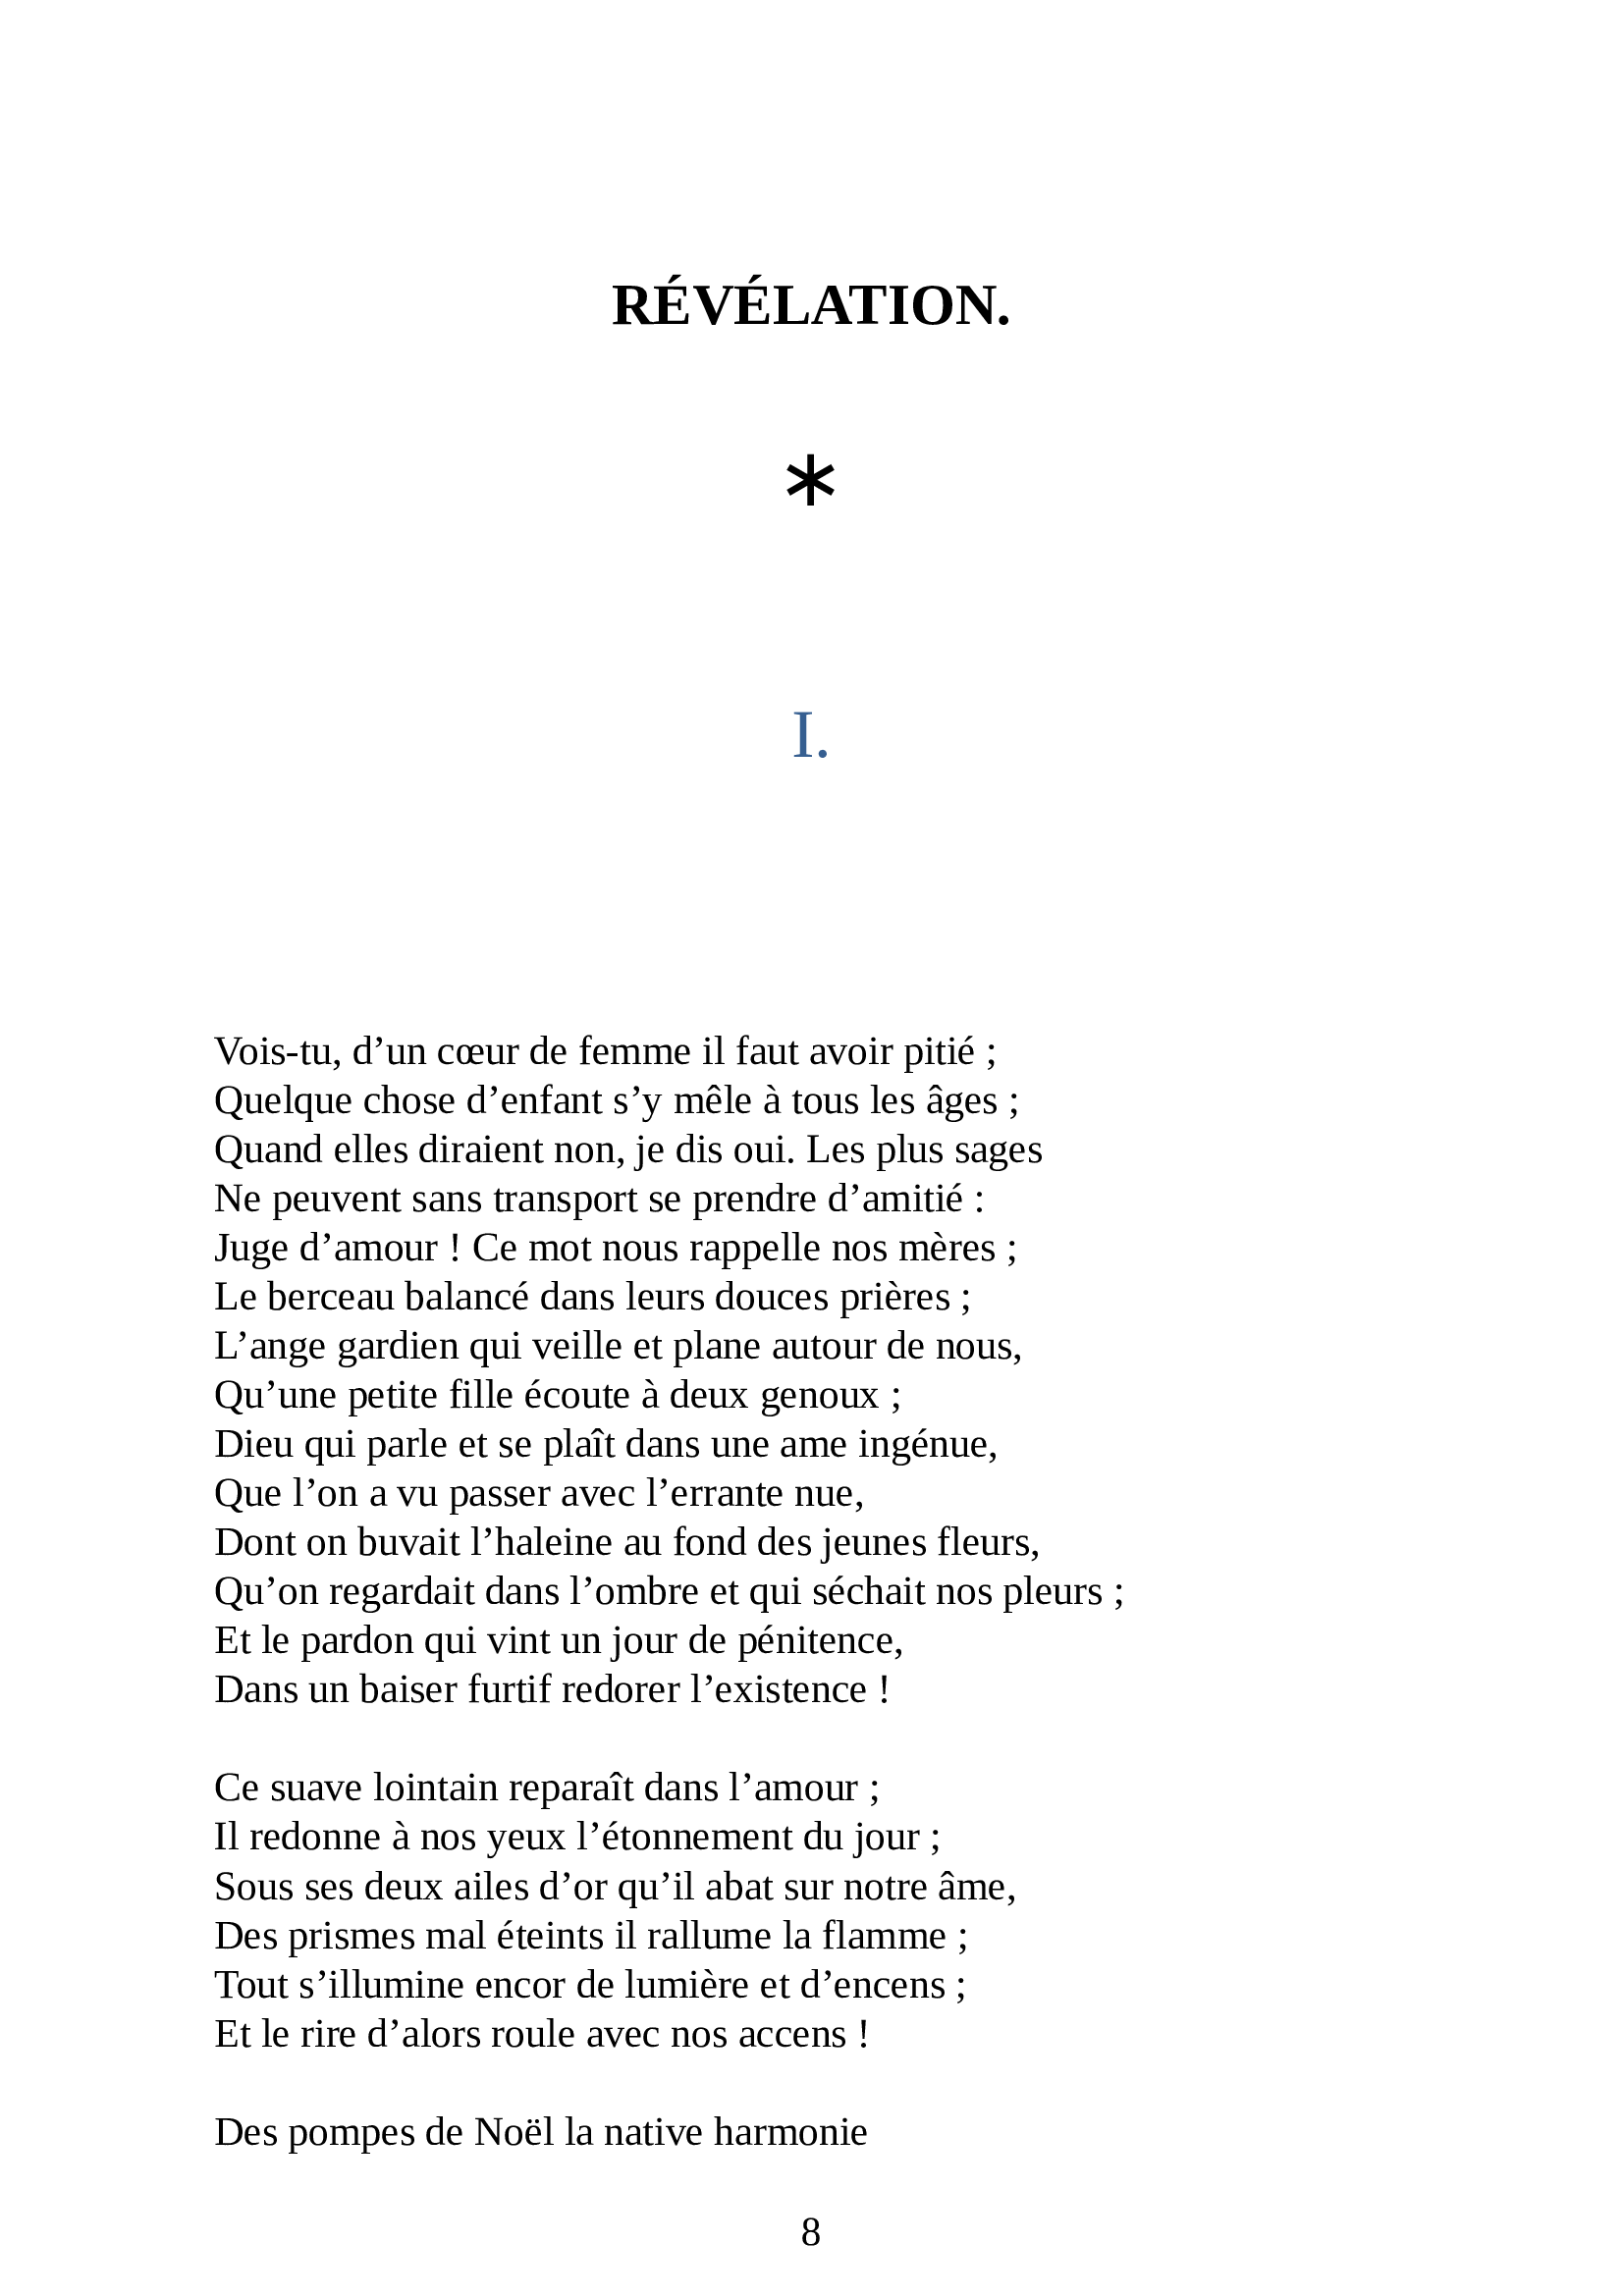 RÉVÉLATION.
*
I.
Vois-tu, d’un cœur de femme il faut avoir pitié ;
Quelque chose d’enfant s’y mêle à tous les âges ;
Quand elles diraient non, je dis oui. Les plus sages
Ne peuvent sans transport se prendre d’amitié :
Juge d’amour ! Ce mot nous rappelle nos mères ;
Le berceau balancé dans leurs douces prières ;
L’ange gardien qui veille et plane autour de nous,
Qu’une petite fille écoute à deux genoux ;
Dieu qui parle et se plaît dans une ame ingénue,
Que l’on a vu passer avec l’errante nue,
Dont on buvait l’haleine au fond des jeunes fleurs,
Qu’on regardait dans l’ombre et qui séchait nos pleurs ;
Et le pardon qui vint un jour de pénitence,
Dans un baiser furtif redorer l’existence !
Ce suave lointain reparaît dans l’amour ;
Il redonne à nos yeux l’étonnement du jour ;
Sous ses deux ailes d’or qu’il abat sur notre âme,
Des prismes mal éteints il rallume la flamme ;
Tout s’illumine encor de lumière et d’encens ;
Et le rire d’alors roule avec nos accens !
Des pompes de Noël la native harmonie
8